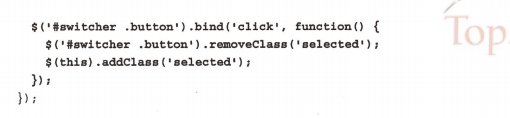 $('#switcher .button').bind('click', function() {
$('#switcher .button').removeClass('selected');
$(this).addClass('selected');
});
});
Top